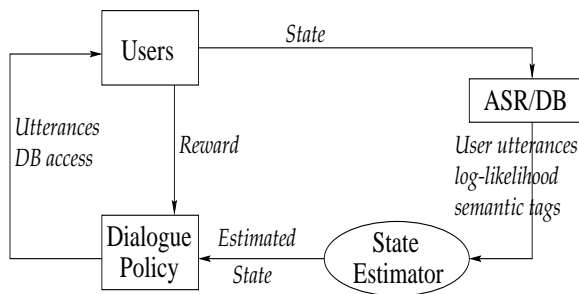 State
Users
ASR/DB
Utterances
DB access
Reward
User utterances
log-likelihood
semantic tags
Dialogue
Policy
Estimated
State
State
Estimator